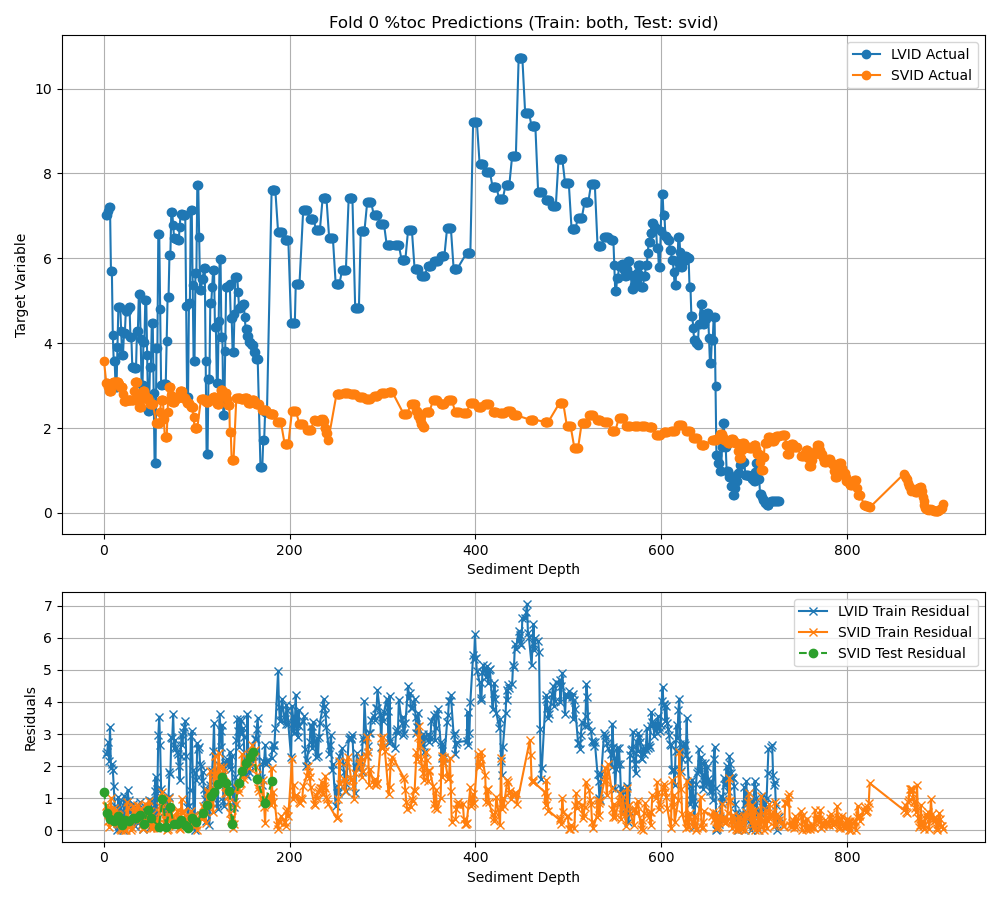 Fold 0 %toc Predictions (Train: both, Test: svid)
LVID Actual
SVID Actual
Target Variable
10
8
6
4
2
0
0 200 400 600 800
Sediment Depth
LVID Train Residual
SVID Train Residual
SVID Test Residual
Residuals
7
6
5
4
3
2
1
0
0 200 400 600 800
Sediment Depth